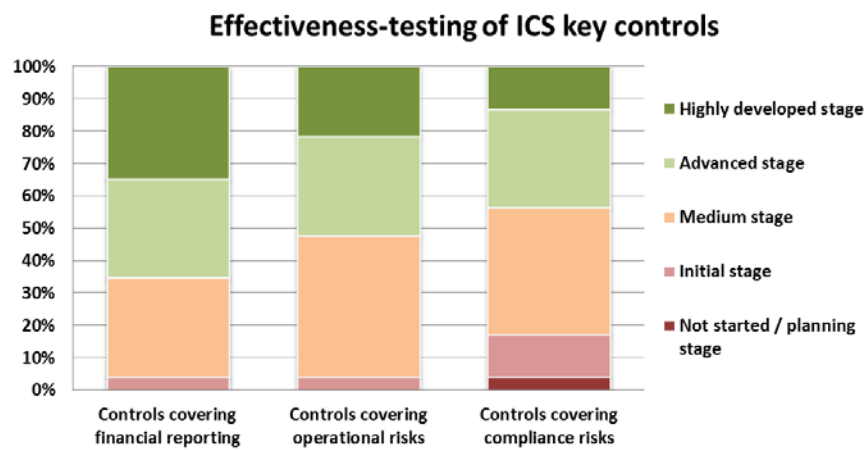 Effectiveness-testing of ICS key controls
100%
90%
80%
70%
60%
50%
40%
30%
20%
10%
0%
Controls covering
financial reporting
Controls covering
operational risks
Controls covering
compliance risks
Highly developed stage
Advanced stage
Medium stage
Initial stage
Not started / planning
stage